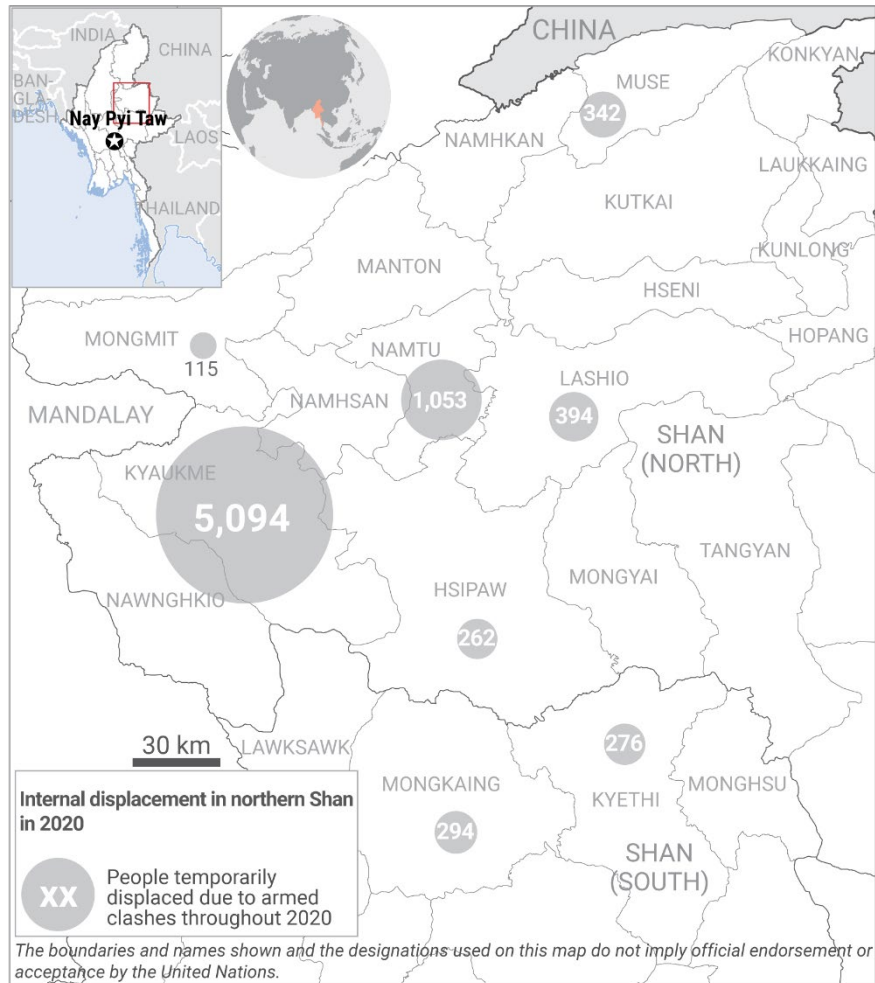 INDIA
CHINA
BAN-
GLA-
DESH
Nay Pyi Taw
LAOS
THAILAND
CHINA
KONKYAN
MUSE
342
NAMHKAN
LAUKKAING
KUTKAI
KUNLONG
MANTON
HSENI
HOPANG
MONGMIT
115
NAMTU
1,053
LASHIO
394
NAMHSAN
MANDALAY
SHAN
(NORTH)
KYAUKME
5,094
TANGYAN
NAWNGHKIO
HSIPAW
262
MONGYAI
30 km
LAWKSAWK
276
MONGKAING
294
KYETHI
MONGHSU
SHAN
(SOUTH)
Internal displacement in northern Shan
in 2020
XX
People temporarily
displaced due to armed
clashes throughout 2020
The boundaries and names shown and the designations used on this map do not imply official endorsement or
acceptance by the United Nations.